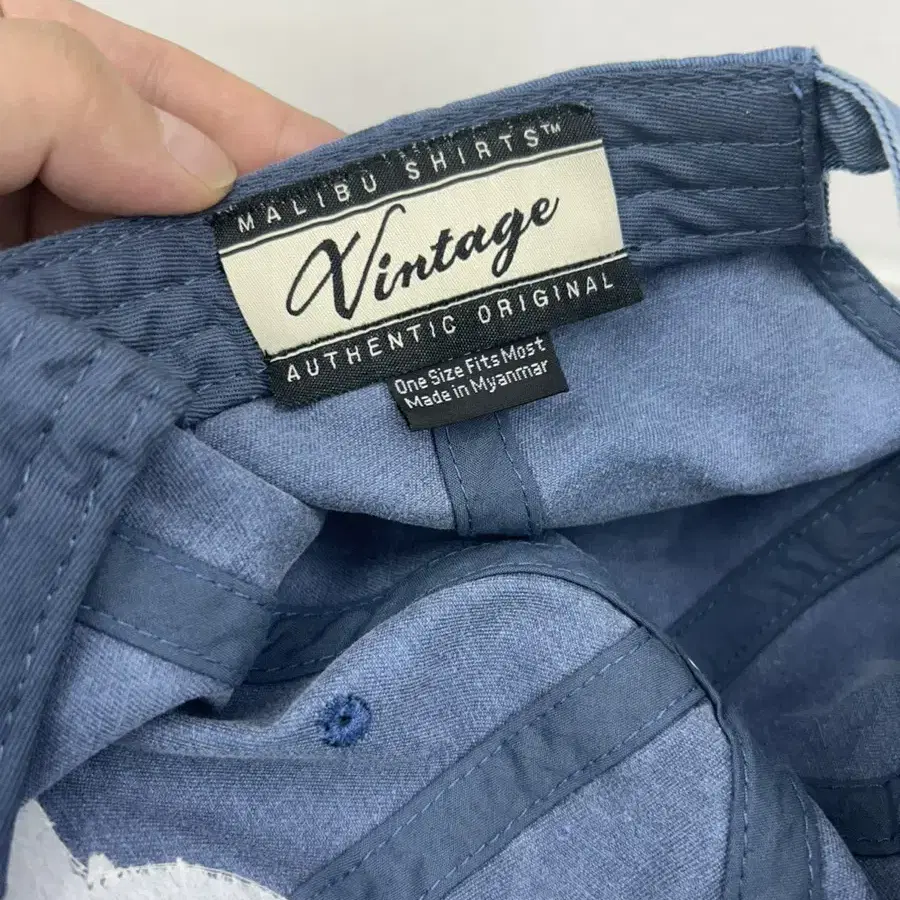 MALIBU SHIRTS™
Vintage
AUTHENTIC ORIGINAL
One Size Fits Most
Made in Myanmar